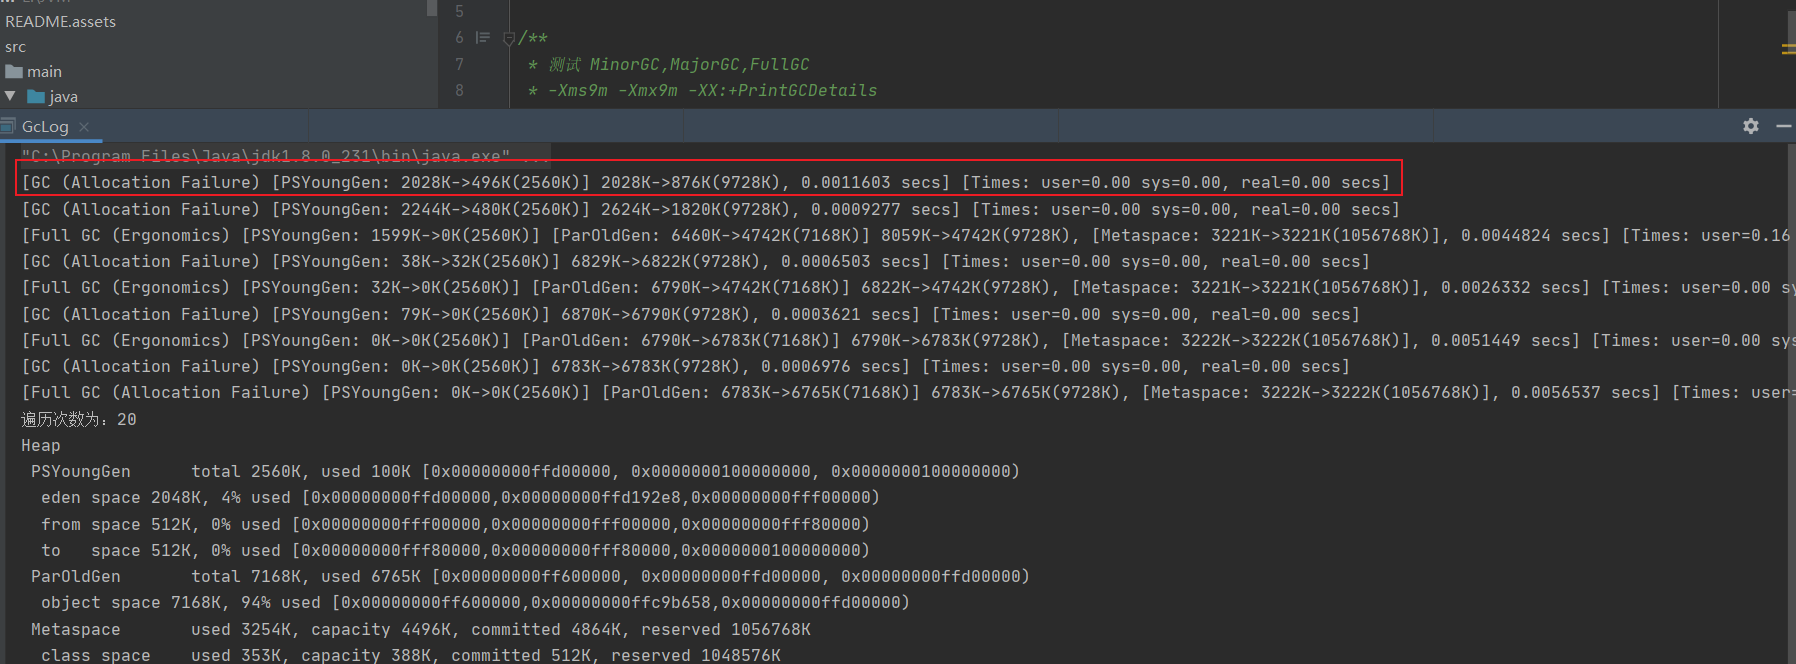 README.assets
src
main
java
5
6 /**
7 * 测试 MinorGC,MajorGC,FullGC
8 * -Xms9m -Xmx9m -XX:+PrintGCDetails
GcLog
"C:\Program Files\Java\jdk1.8.0_231\bin\java.exe" ...
[GC (Allocation Failure) [PSYoungGen: 2028K->496K(2560K)] 2028K->876K(9728K), 0.0011603 secs] [Times: user=0.00 sys=0.00, real=0.00 secs]
[GC (Allocation Failure) [PSYoungGen: 2244K->480K(2560K)] 2624K->1820K(9728K), 0.0009277 secs] [Times: user=0.00 sys=0.00, real=0.00 secs]
[Full GC (Ergonomics) [PSYoungGen: 1599K->0K(2560K)] [ParOldGen: 6460K->4742K(7168K)] 8059K->4742K(9728K), [Metaspace: 3221K->3221K(1056768K)], 0.0044824 secs] [Times: user=0.16
[GC (Allocation Failure) [PSYoungGen: 38K->32K(2560K)] 6829K->6822K(9728K), 0.0006503 secs] [Times: user=0.00 sys=0.00, real=0.00 secs]
[Full GC (Ergonomics) [PSYoungGen: 32K->0K(2560K)] [ParOldGen: 6790K->4742K(7168K)] 6822K->4742K(9728K), [Metaspace: 3221K->3221K(1056768K)], 0.0026332 secs] [Times: user=0.00 sy
[GC (Allocation Failure) [PSYoungGen: 79K->0K(2560K)] 6870K->6790K(9728K), 0.0003621 secs] [Times: user=0.00 sys=0.00, real=0.00 secs]
[Full GC (Ergonomics) [PSYoungGen: 0K->0K(2560K)] [ParOldGen: 6790K->6783K(7168K)] 6790K->6783K(9728K), [Metaspace: 3222K->3222K(1056768K)], 0.0051449 secs] [Times: user=0.00 sys
[GC (Allocation Failure) [PSYoungGen: 0K->0K(2560K)] 6783K->6783K(9728K), 0.0006976 secs] [Times: user=0.00 sys=0.00, real=0.00 secs]
[Full GC (Allocation Failure) [PSYoungGen: 0K->0K(2560K)] [ParOldGen: 6783K->6765K(7168K)] 6783K->6765K(9728K), [Metaspace: 3222K->3222K(1056768K)], 0.0056537 secs] [Times: user=
遍历次数为：20
Heap
PSYoungGen total 2560K, used 100K [0x00000000ffd00000, 0x0000000100000000, 0x0000000100000000)
eden space 2048K, 4% used [0x00000000ffd00000,0x00000000ffd192e8,0x00000000fff00000)
from space 512K, 0% used [0x00000000fff00000,0x00000000fff00000,0x00000000fff80000)
to space 512K, 0% used [0x00000000fff80000,0x00000000fff80000,0x0000000100000000)
ParOldGen total 7168K, used 6765K [0x00000000ff600000, 0x00000000ffd00000, 0x00000000ffd00000)
object space 7168K, 94% used [0x00000000ff600000,0x00000000ffc9b658,0x00000000ffd00000)
Metaspace used 3254K, capacity 4496K, committed 4864K, reserved 1056768K
class space used 353K, capacity 388K, committed 512K, reserved 1048576K